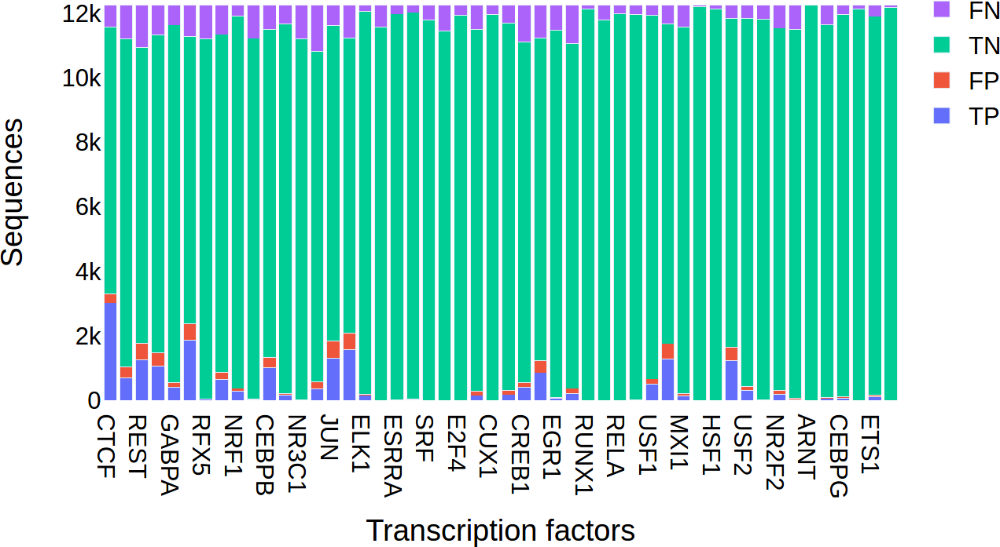 12k
10k
8k
6k
4k
2k
0
Sequences
FN
TN
FP
TP
CTCF
REST
GABPA
RFX5
NRF1
CEBPB
NR3C1
JUN
ELK1
ESRRA
SRF
E2F4
CUX1
CREB1
EGR1
RUNX1
RELA
USF1
MXI1
HSF1
USF2
NR2F2
ARNT
CEBPG
ETS1
Transcription factors